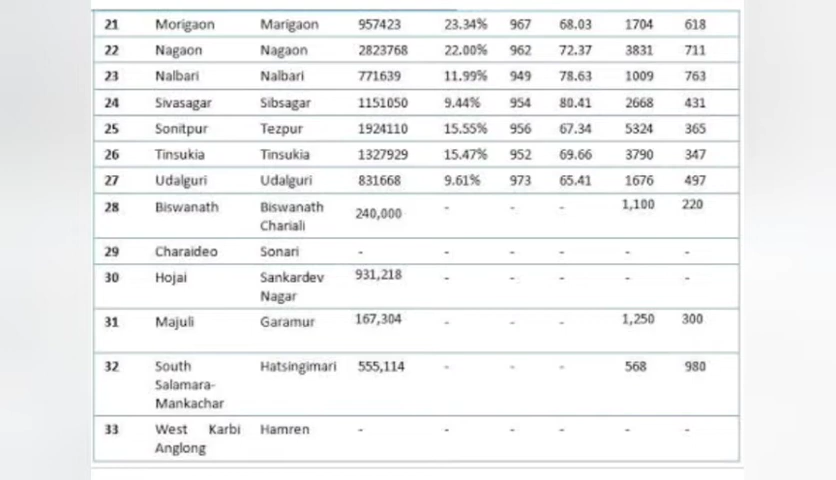 21 Morigaon Marigaon 957423 23.34% 967 68.03 1704 618
22 Nagaon Nagaon 2823768 22.00% 962 72.37 3831 711
23 Nalbari Nalbari 771639 11.99% 949 78.63 1009 763
24 Sivasagar Sibsagar 1151050 9.44% 954 80.41 2668 431
25 Sonitpur Tezpur 1924110 15.55% 956 67.34 5324 365
26 Tinsukia Tinsukia 1327929 15.47% 952 69.66 3790 347
27 Udalguri Udalguri 831668 9.61% 973 65.41 1676 497
28 Biswanath Biswanath 240,000 - - - 1,100 220
Chariali
29 Charaideo Sonari - - - - - -
30 Hojai Sankardev 931,218 - - - - -
Nagar
31 Majuli Garamur 167,304 - - - 1,250 300
32 South Hatsingimari 555,114 - - - 568 980
Salamara-
Mankachar
33 West Karbi Hamren - - - - - -
Anglong